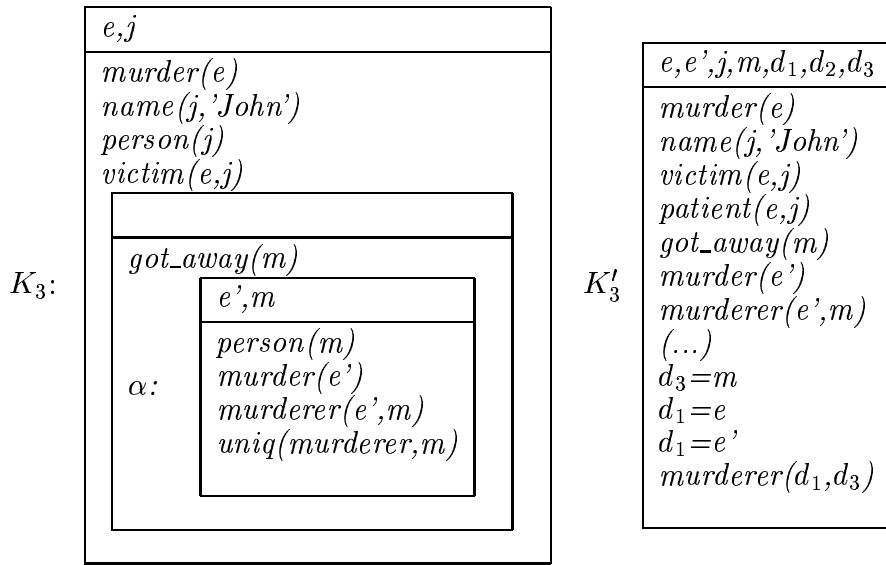 e,j
murder(e)
name(j,'John')
person(j)
victim(e,j)
K₃:
got_away(m)
α:
e',m
person(m)
murder(e')
murderer(e',m)
uniq(murderer,m)
K′₃
e,e',j,m,d₁,d₂,d₃
murder(e)
name(j,'John')
victim(e,j)
patient(e,j)
got_away(m)
murder(e')
murderer(e',m)
(...)
d₃=m
d₁=e
d₁=e'
murderer(d₁,d₃)